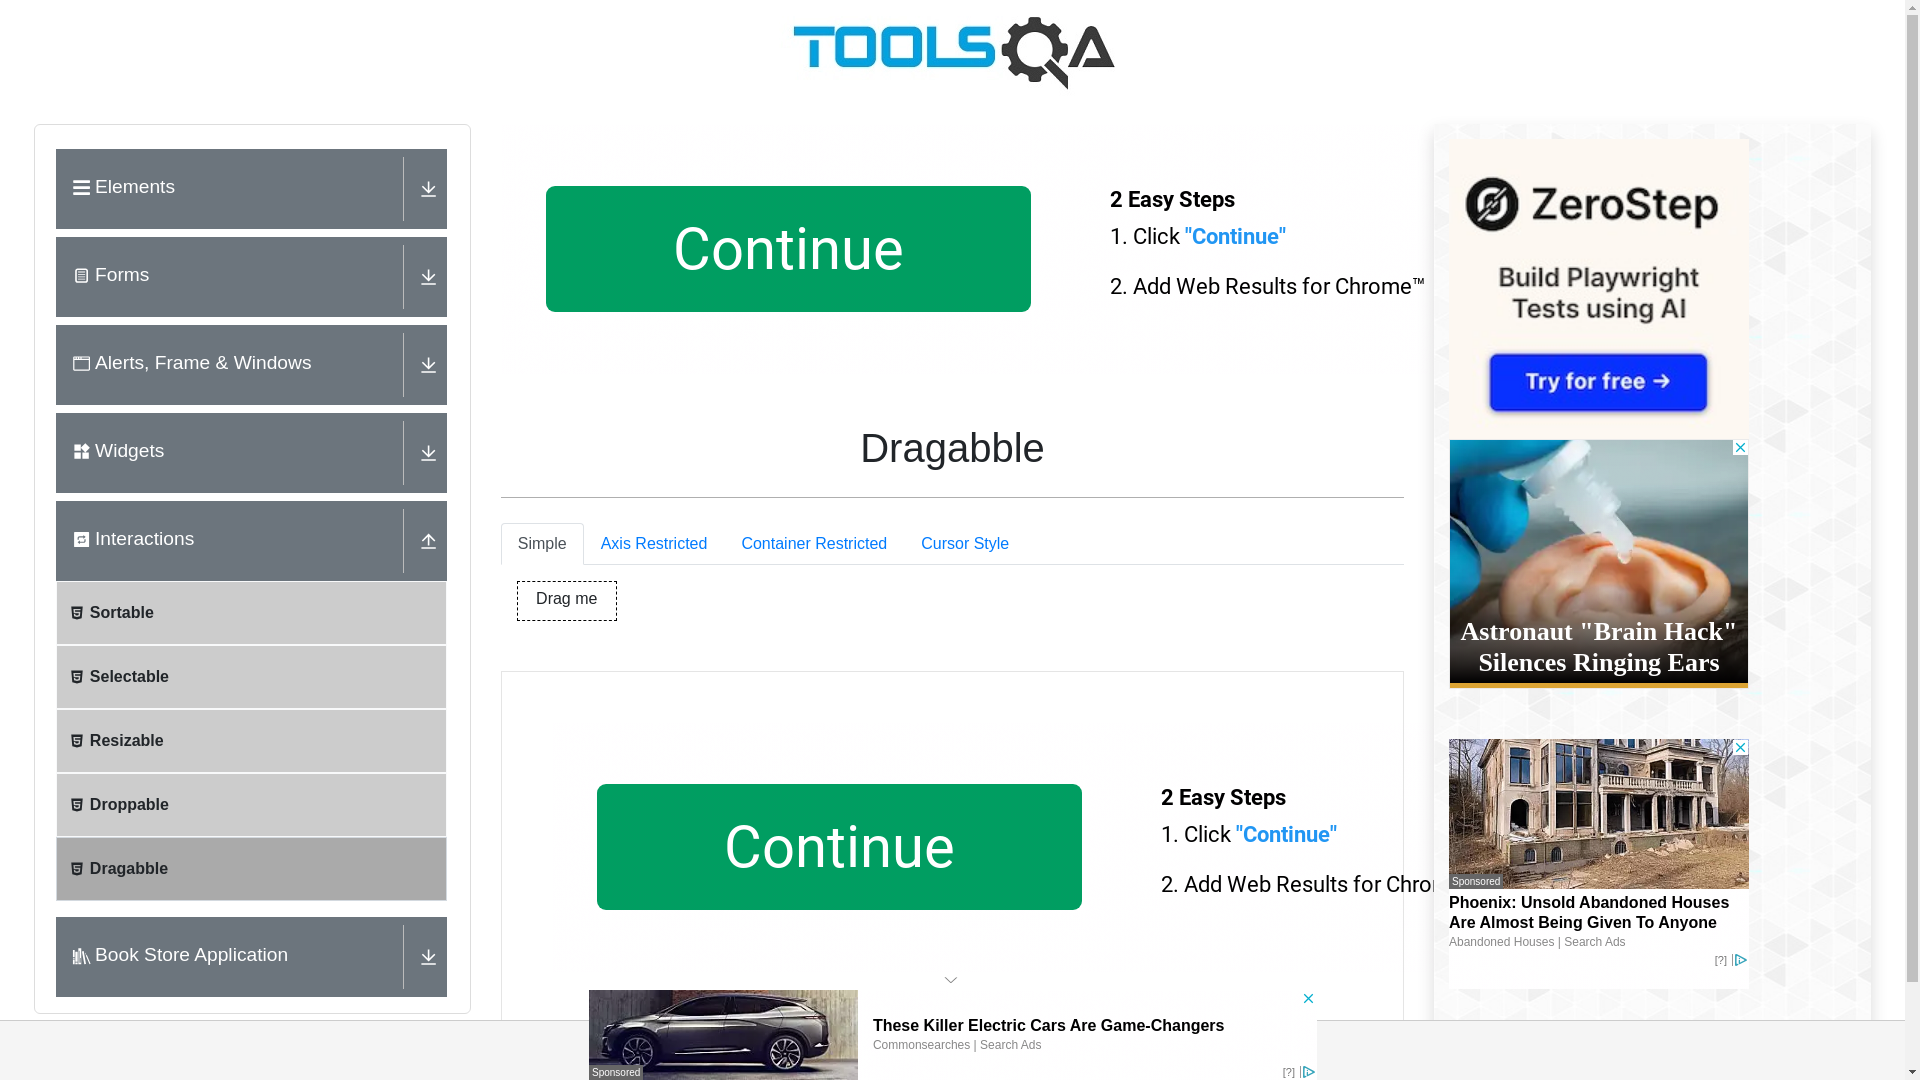 TOOLSQA
Elements
Forms
Alerts, Frame & Windows
Widgets
Interactions
Sortable
Selectable
Resizable
Droppable
Dragabble
Book Store Application
Continue
2 Easy Steps
1. Click "Continue"
2. Add Web Results for Chrome™
Dragabble
Simple
Axis Restricted
Container Restricted
Cursor Style
Drag me
Continue
2 Easy Steps
1. Click "Continue"
2. Add Web Results for Chrom
ZeroStep
Build Playwright
Tests using AI
Try for free →
Astronaut "Brain Hack"
Silences Ringing Ears
Sponsored
Phoenix: Unsold Abandoned Houses
Are Almost Being Given To Anyone
Abandoned Houses | Search Ads
[?]
These Killer Electric Cars Are Game-Changers
Commonsearches | Search Ads
Sponsored
[?]